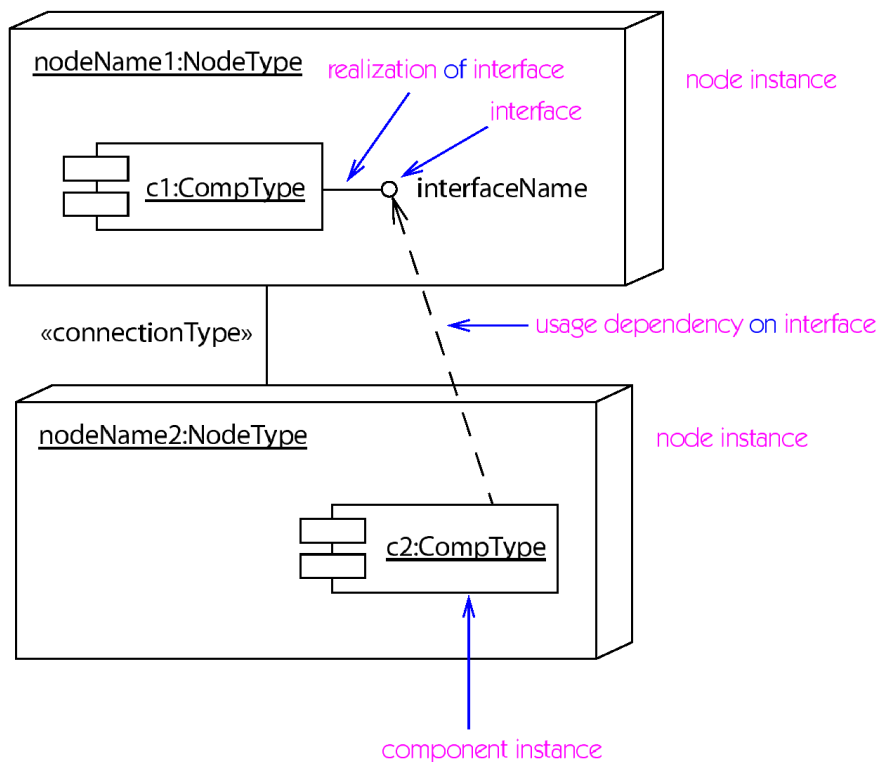 nodeName1:NodeType
realization of interface
node instance
interface
c1:CompType
interfaceName
usage dependency on interface
«connectionType»
nodeName2:NodeType
node instance
c2:CompType
component instance